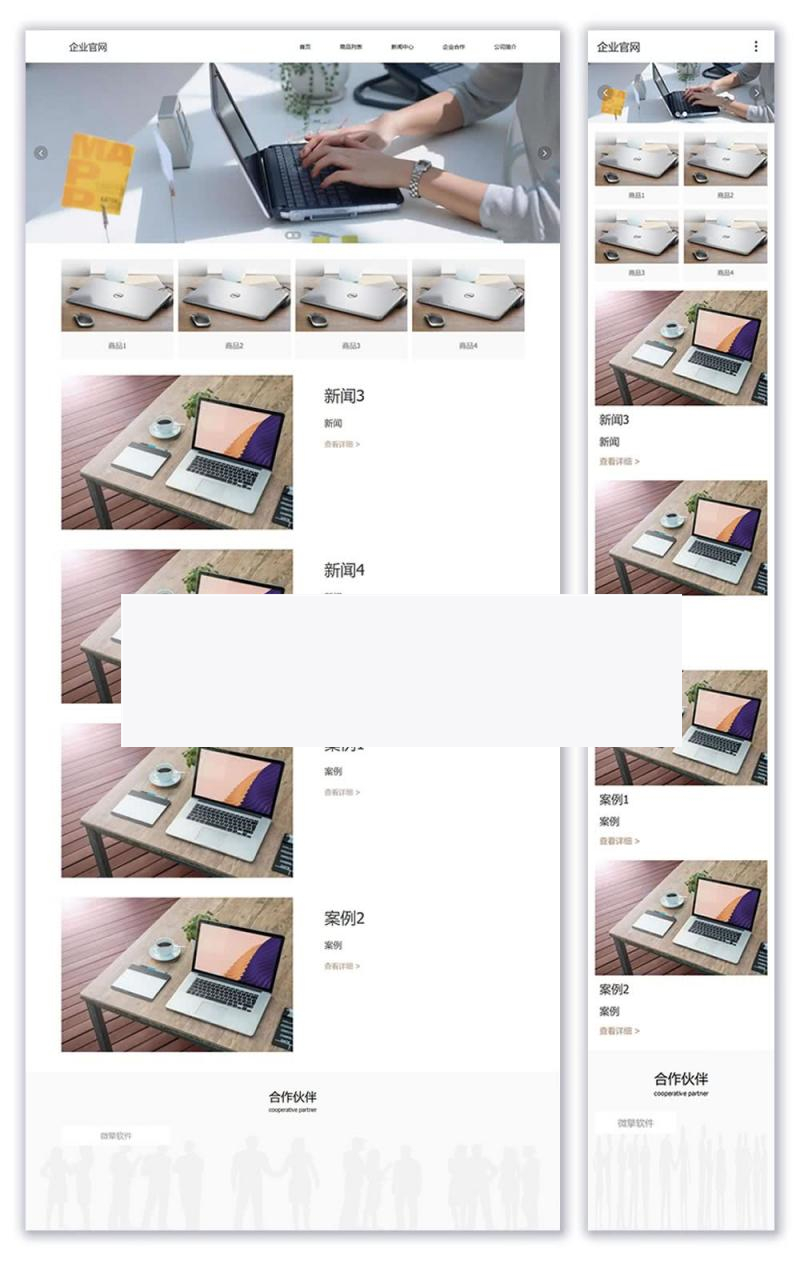 企业官网
首页 商品列表 新闻中心 企业合作 公司简介
MA
P
P
商品1 商品2 商品3 商品4
新闻3
新闻
查看详细 >
新闻4
案例
查看详细 >
案例2
案例
查看详细 >
合作伙伴
cooperative partner
微擎软件
企业官网
商品1 商品2
商品3 商品4
新闻3
新闻
查看详细 >
案例1
案例
查看详细 >
案例2
案例
查看详细 >
合作伙伴
cooperative partner
微擎软件